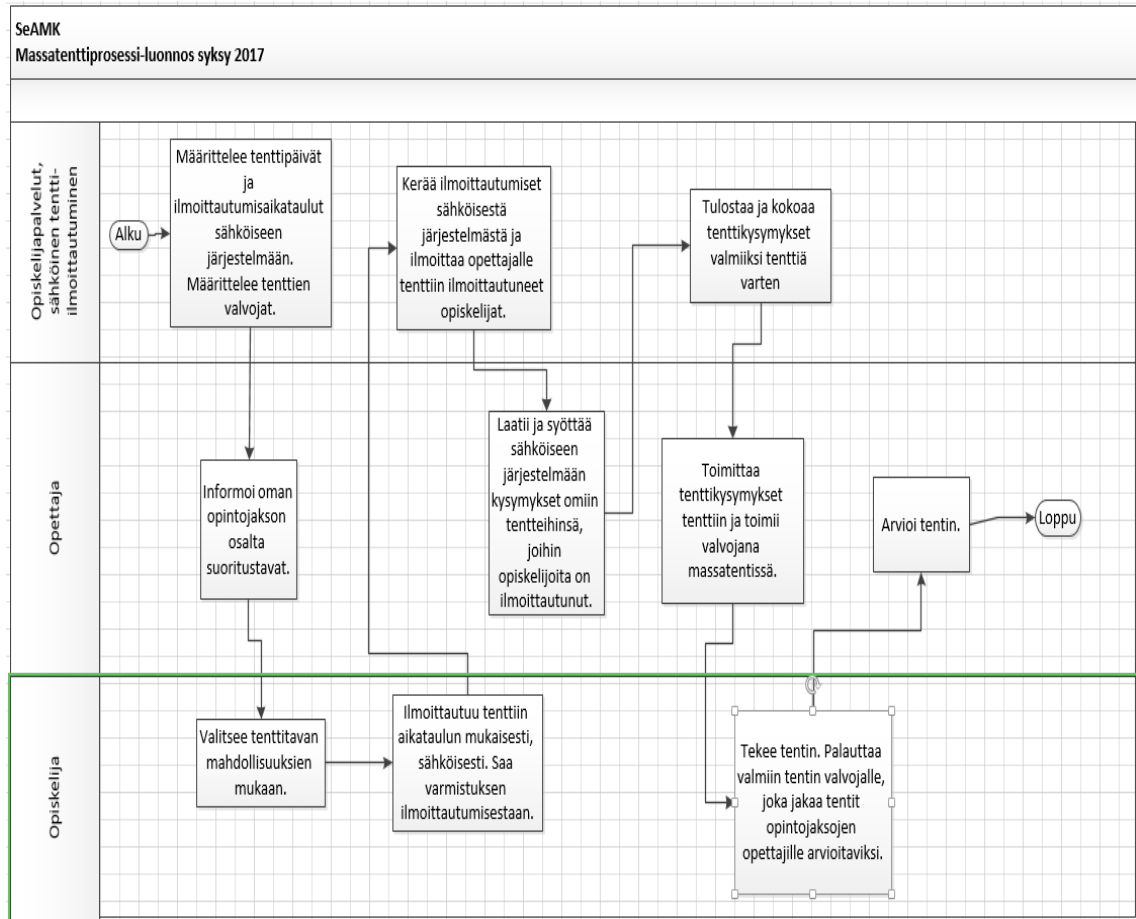 SeAMK
Massatenttiprosessi-luonnos syksy 2017
Opiskelijapalvelut,
sähköinen tentti-
ilmoittautuminen
Alku
Määrittelee tenttipäivät
ja
ilmoittautumisaikataulut
sähköiseen
järjestelmään.
Määrittelee tenttien
valvojat.
Kerää ilmoittautumiset
sähköisestä
järjestelmästä ja
ilmoittaa opettajalle
tenttiin ilmoittautuneet
opiskelijat.
Tulostaa ja kokoaa
tenttikysymykset
valmiiksi tenttiä
varten
Opettaja
Informoi oman
opintojakson
osalta
suoritustavat.
Laatii ja syöttää
sähköiseen
järjestelmään
kysymykset omiin
tentteihinsä,
joihin
opiskelijoita on
ilmoittautunut.
Toimittaa
tenttikysymykset
tenttiin ja toimii
valvojana
massatentissä.
Arvioi tentin.
Loppu
Opiskelija
Valitsee tenttitavan
mahdollisuuksien
mukaan.
Ilmoittautuu tenttiin
aikataulun mukaisesti,
sähköisesti. Saa
varmistuksen
ilmoittautumisestaan.
Tekee tentin. Palauttaa
valmiin tentin valvojalle,
joka jakaa tentit
opintojaksojen
opettajille arvioitaviksi.